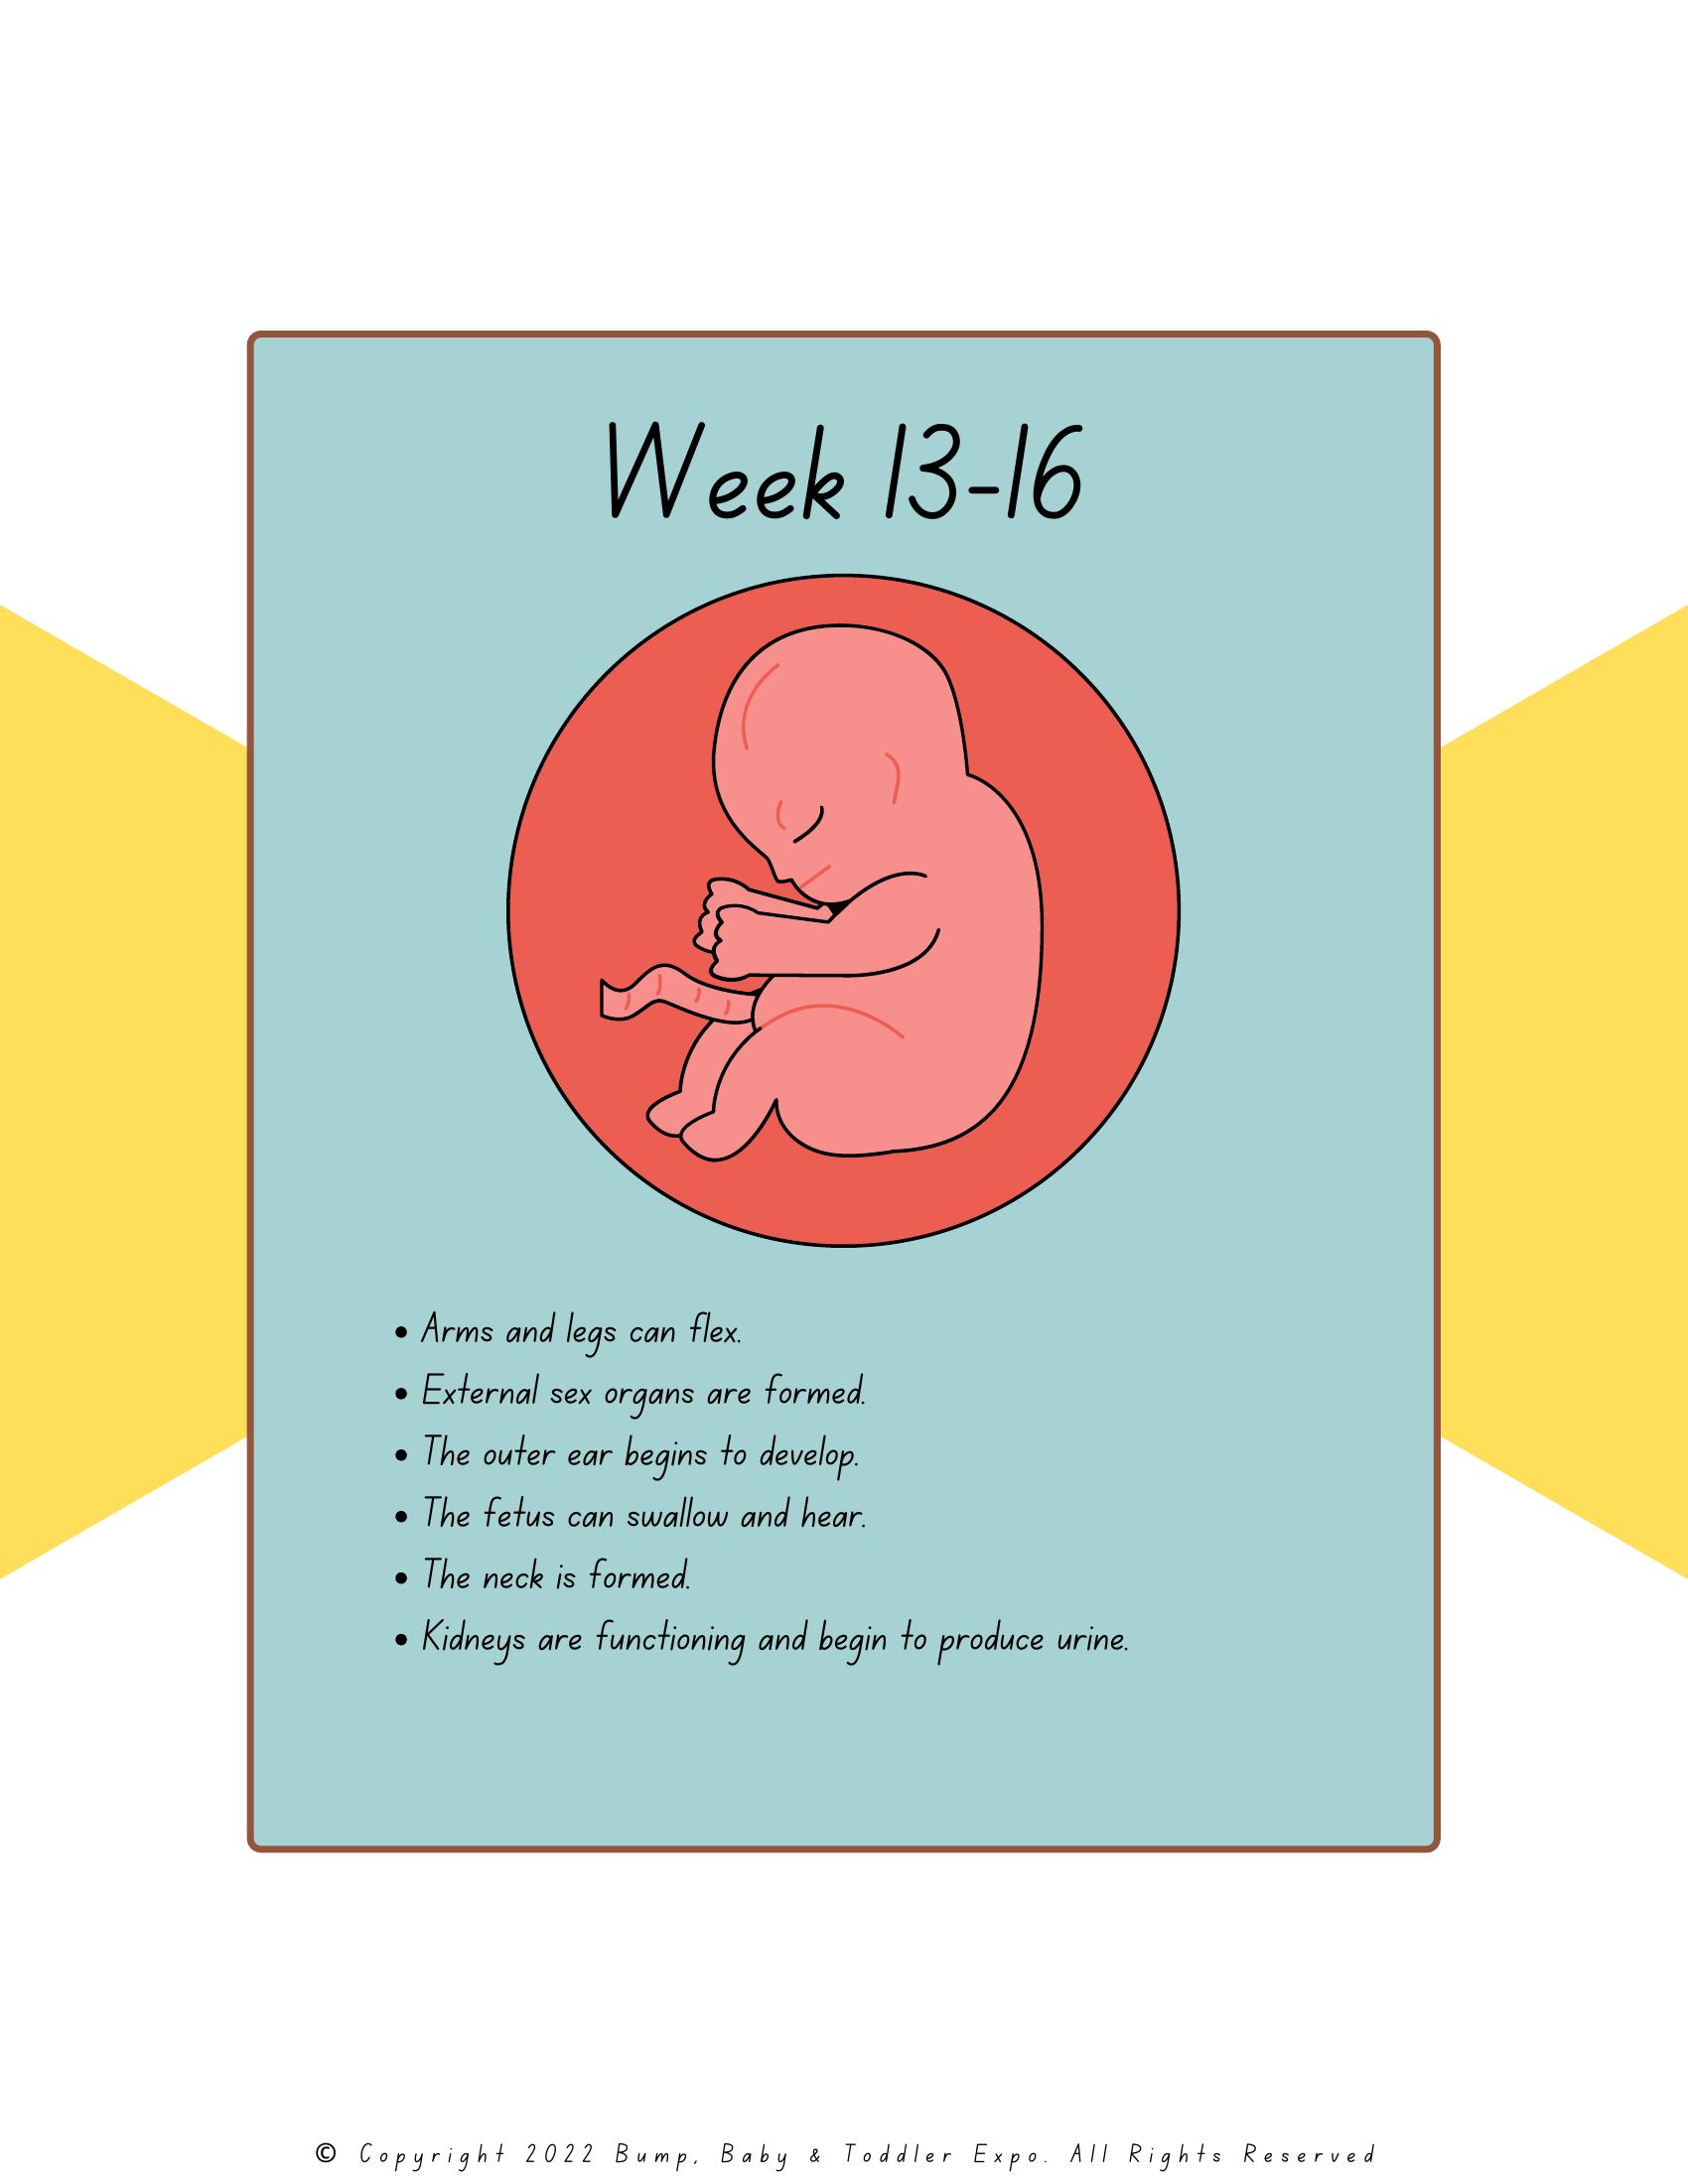 Week 13-16
• Arms and legs can flex.
• External sex organs are formed.
• The outer ear begins to develop.
• The fetus can swallow and hear.
• The neck is formed.
• Kidneys are functioning and begin to produce urine.
© Copyright 2022 Bump, Baby & Toddler Expo. All Rights Reserved